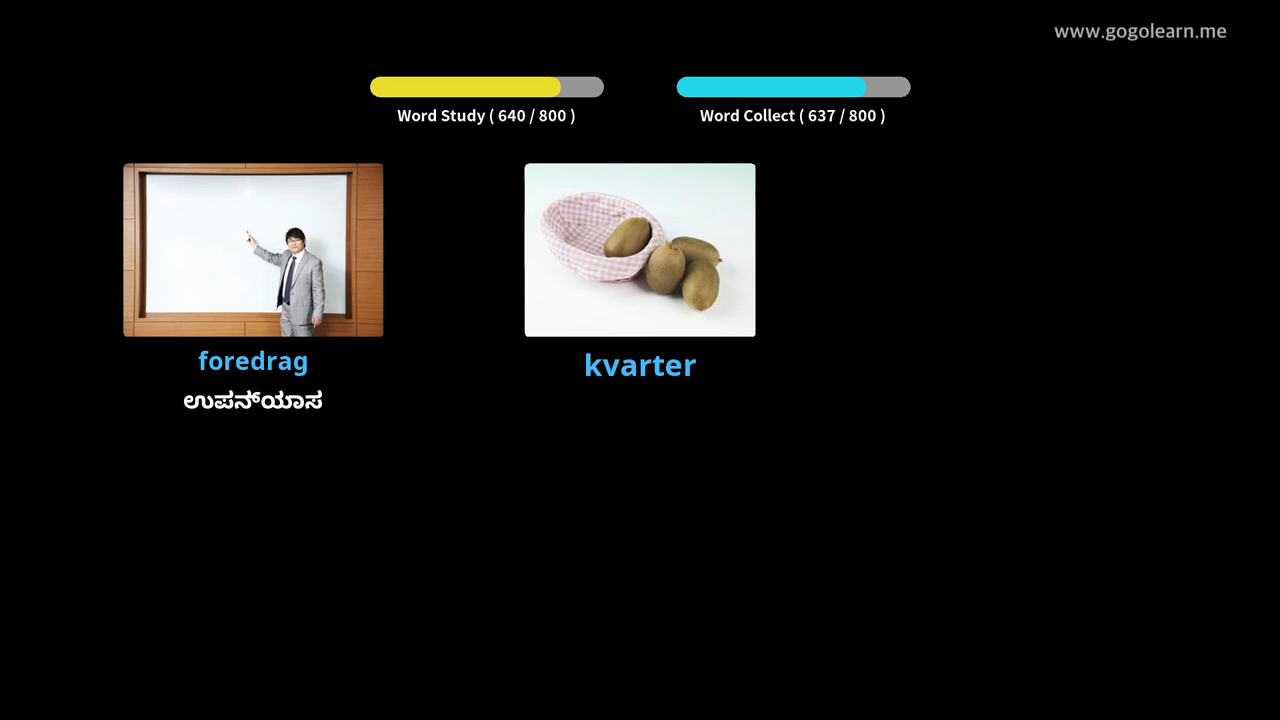 www.gogolearn.me
Word Study ( 640 / 800 )
Word Collect ( 637 / 800 )
foredrag
ಉಪನ್ಯಾಸ
kvarter